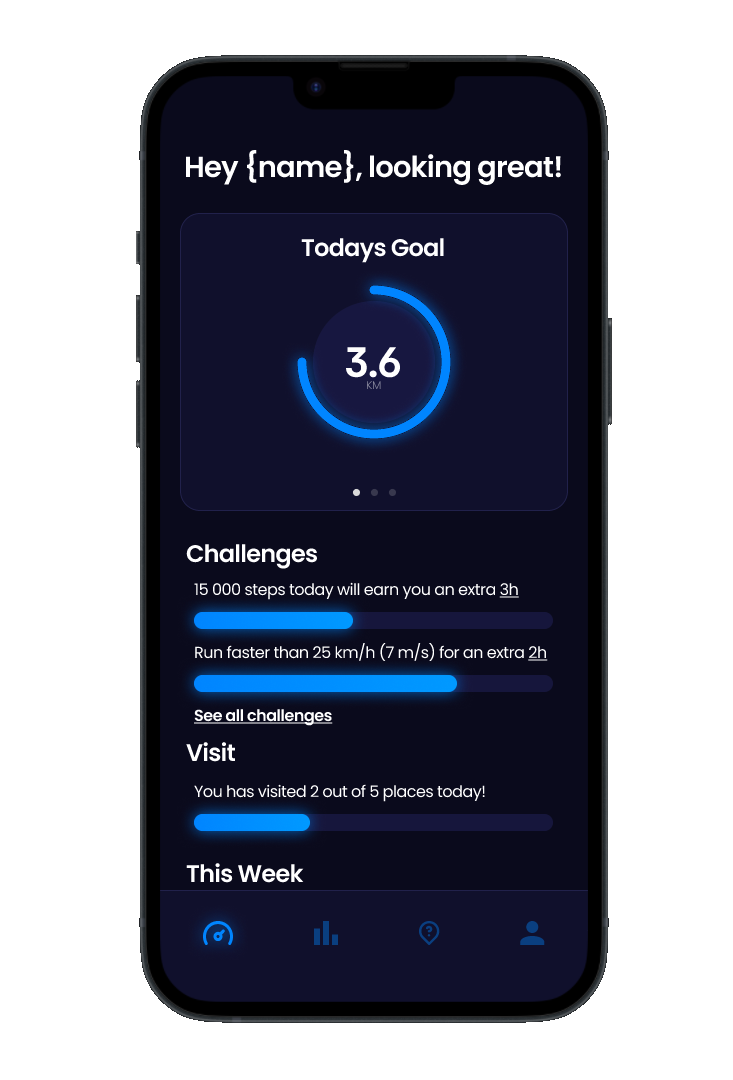 Hey {name}, looking great!
Todays Goal
3.6
KM
Challenges
15 000 steps today will earn you an extra 3h
Run faster than 25 km/h (7 m/s) for an extra 2h
See all challenges
Visit
You has visited 2 out of 5 places today!
This Week